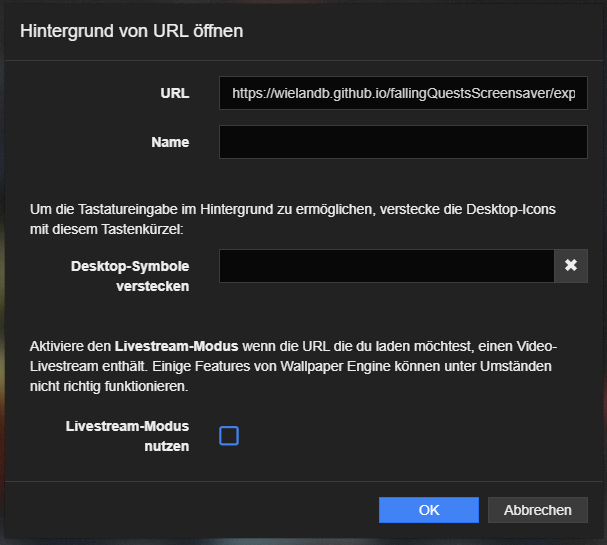 Hintergrund von URL öffnen
URL
https://wielandb.github.io/fallingQuestsScreensaver/exp
Name
Um die Tastatureingabe im Hintergrund zu ermöglichen, verstecke die Desktop-Icons
mit diesem Tastenkürzel:
Desktop-Symbole
verstecken
Aktiviere den Livestream-Modus wenn die URL die du laden möchtest, einen Video-
Livestream enthält. Einige Features von Wallpaper Engine können unter Umständen
nicht richtig funktionieren.
Livestream-Modus
nutzen
OK
Abbrechen